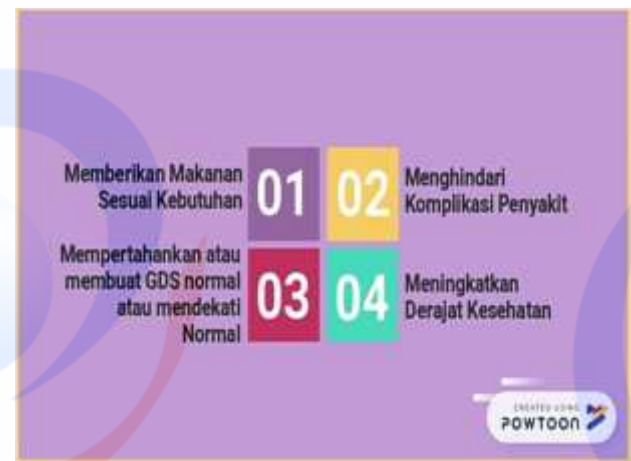 Memberikan Makanan
Sesuai Kebutuhan
01
02
Menghindari
Komplikasi Penyakit
Mempertahankan atau
membuat GDS normal
atau mendekati
Normal
03
04
Meningkatkan
Derajat Kesehatan
CREATED USING
POWTOON